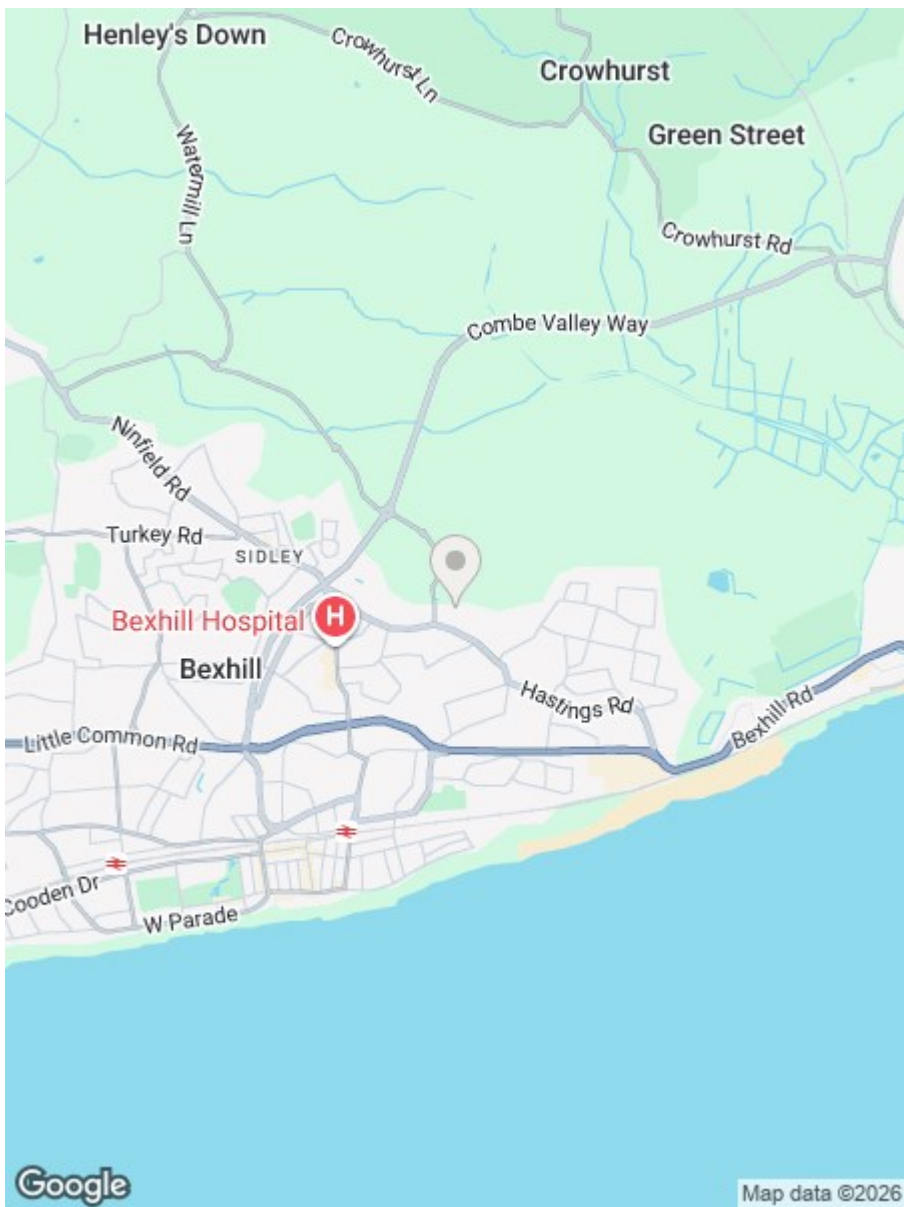 Henley's Down
Crowhurst Ln
Crowhurst
Green Street
Watermill Ln
Crowhurst Rd
Combe Valley Way
Ninfield Rd
Turkey Rd
SIDLEY
Bexhill Hospital
H
Bexhill
Hastings Rd
Bexhill Rd
Little Common Rd
Cooden Dr
W Parade
Google
Map data ©2026